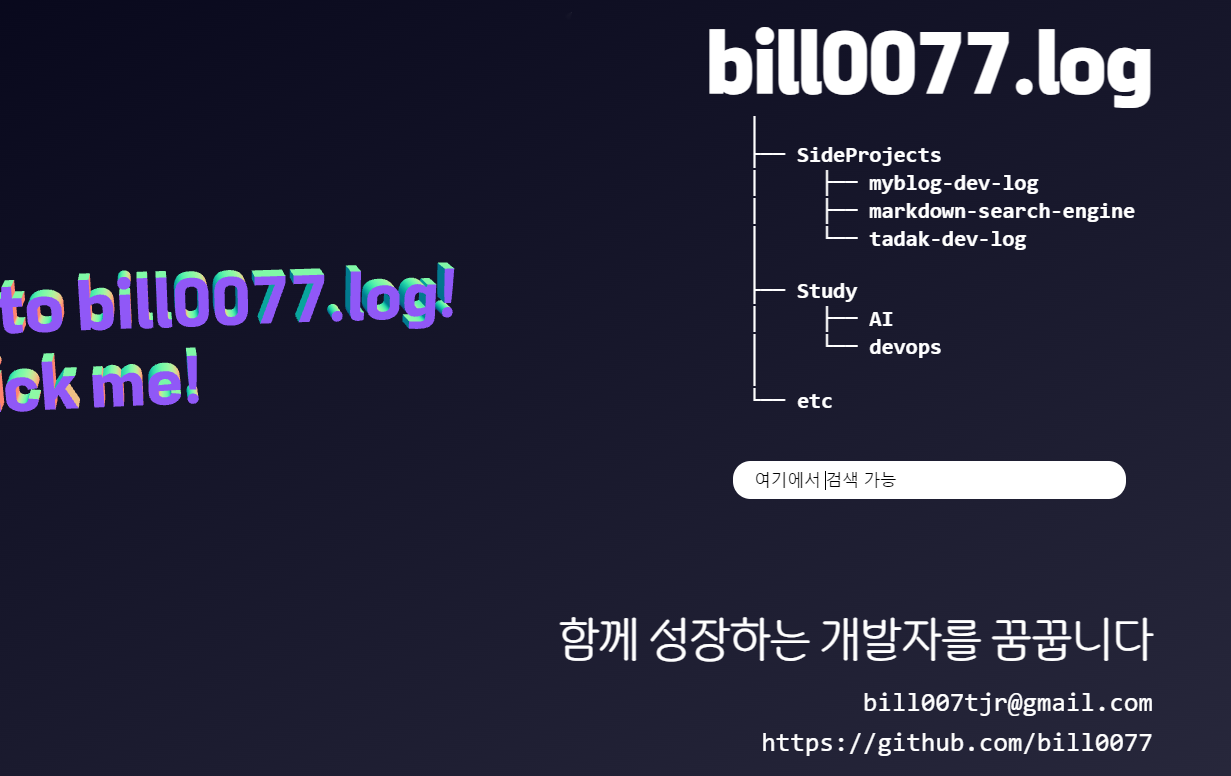 bill0077.log
SideProjects
myblog-dev-log
markdown-search-engine
tadak-dev-log
to bill0077.log!
Study
AI
ick me!
devops
etc
여기에서 검색 가능
함께 성장하는 개발자를 꿈꿉니다
bill007tjr@gmail.com
https://github.com/bill0077